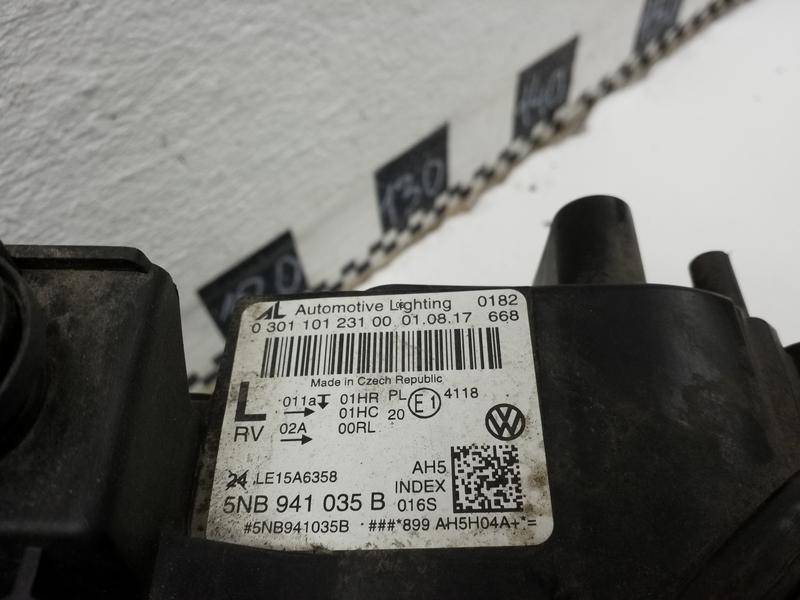 120
130
140
AL Automotive Lighting 0182
0 301 101 231 00 01.08.17 668
Made in Czech Republic
L 011a 01HR PL E1 4118
01HC 20
RV 02A 00RL
24 LE15A6358 AH5
INDEX
5NB 941 035 B 016S
#5NB941035B ###*899 AH5H04A+*=